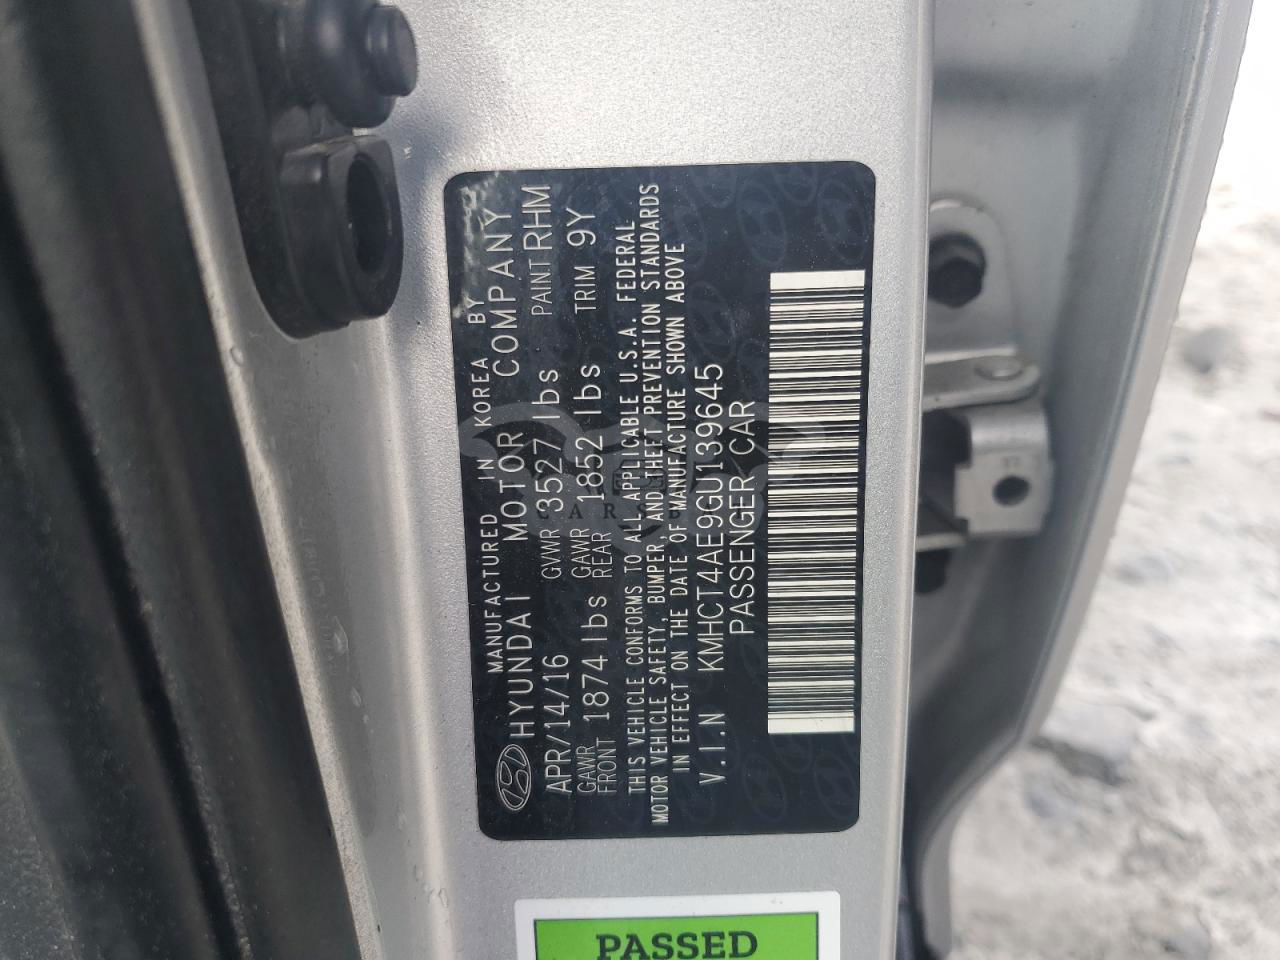 MANUFACTURED IN KOREA BY
HYUNDAI MOTOR COMPANY
APR/14/16 GVWR 3527 lbs PAINT RHM
GAWR FRONT 1874 lbs GAWR REAR 1852 lbs TRIM 9Y
THIS VEHICLE CONFORMS TO ALL APPLICABLE U.S.A. FEDERAL
MOTOR VEHICLE SAFETY, BUMPER, AND THEFT PREVENTION STANDARDS
IN EFFECT ON THE DATE OF MANUFACTURE SHOWN ABOVE
V.I.N KMHCT4AE9GU139645
PASSENGER CAR
PASSED